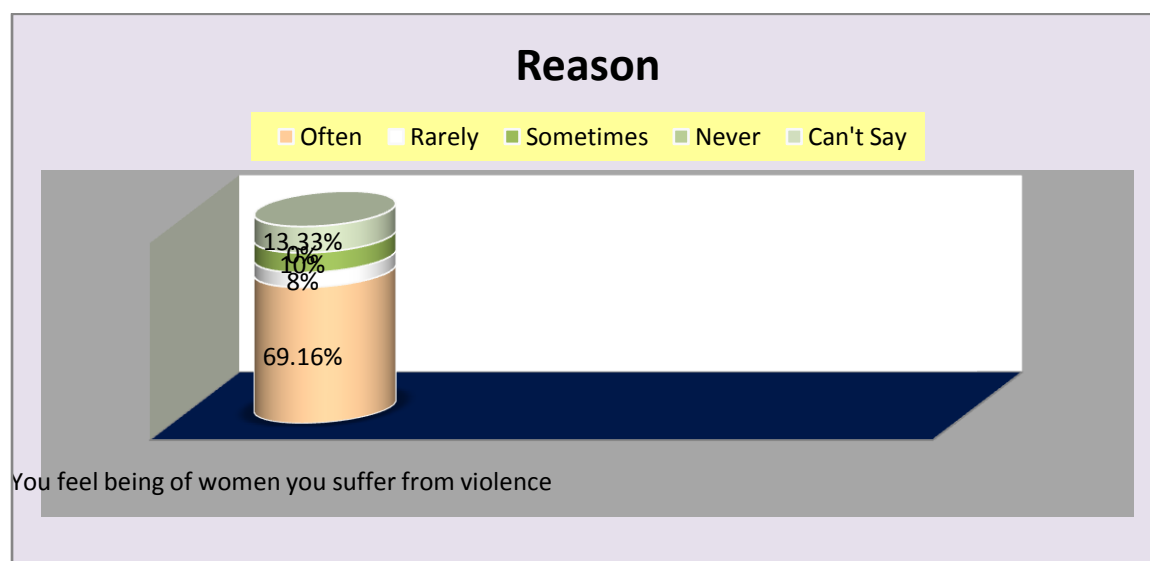 Reason
Often Rarely Sometimes Never Can't Say
13.33%
0%
10%
8%
69.16%
You feel being of women you suffer from violence